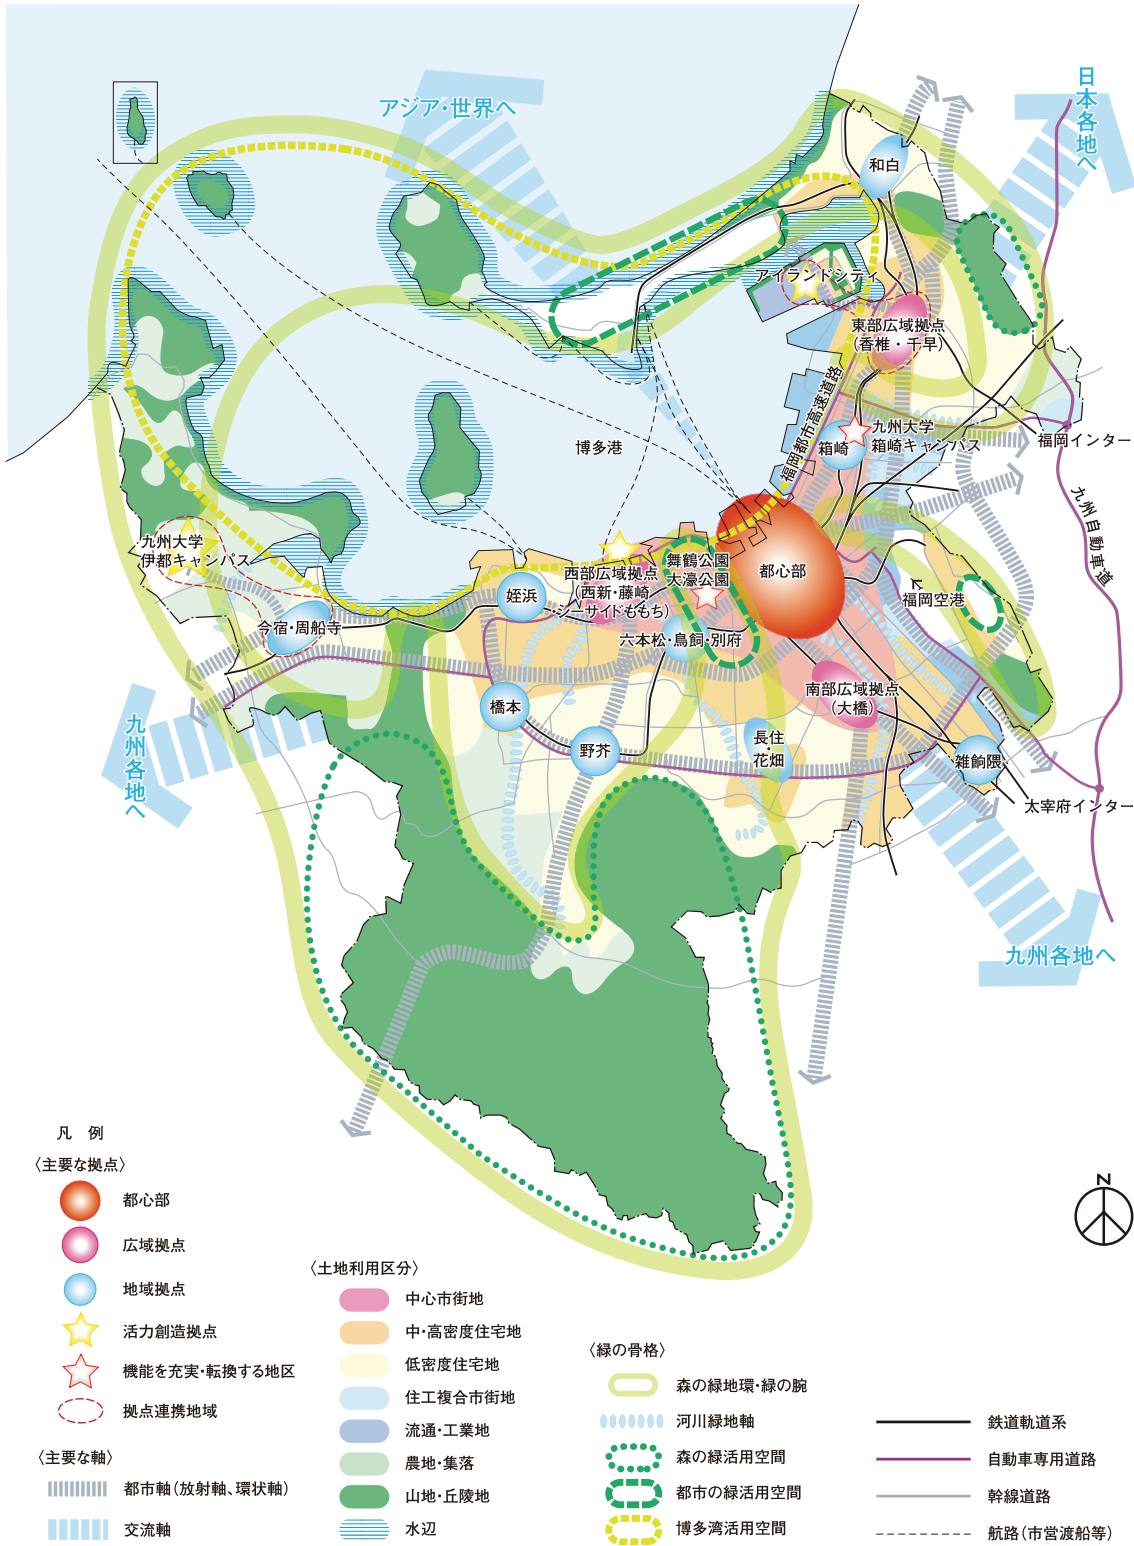 アジア・世界へ
日本各地へ
和白
アイランドシティ
東部広域拠点
(香椎・千早)
福岡都市高速道路
九州大学
箱崎キャンパス
箱崎
福岡インター
九州自動車道
博多港
九州大学
伊都キャンパス
舞鶴公園
大濠公園
都心部
西部広域拠点
(西新・藤崎
・シーサイドももち)
姪浜
福岡空港
今宿・周船寺
六本松・鳥飼・別府
南部広域拠点
(大橋)
橋本
長住
・
花畑
野芥
雑餉隈
九州各地へ
太宰府インター
九州各地へ
凡 例
〈主要な拠点〉
都心部
広域拠点
地域拠点
活力創造拠点
機能を充実・転換する地区
拠点連携地域
〈主要な軸〉
都市軸(放射軸、環状軸)
交流軸
〈土地利用区分〉
中心市街地
中・高密度住宅地
低密度住宅地
住工複合市街地
流通・工業地
農地・集落
山地・丘陵地
水辺
〈緑の骨格〉
森の緑地環・緑の腕
河川緑地軸
森の緑活用空間
都市の緑活用空間
博多湾活用空間
鉄道軌道系
自動車専用道路
幹線道路
航路(市営渡船等)
N